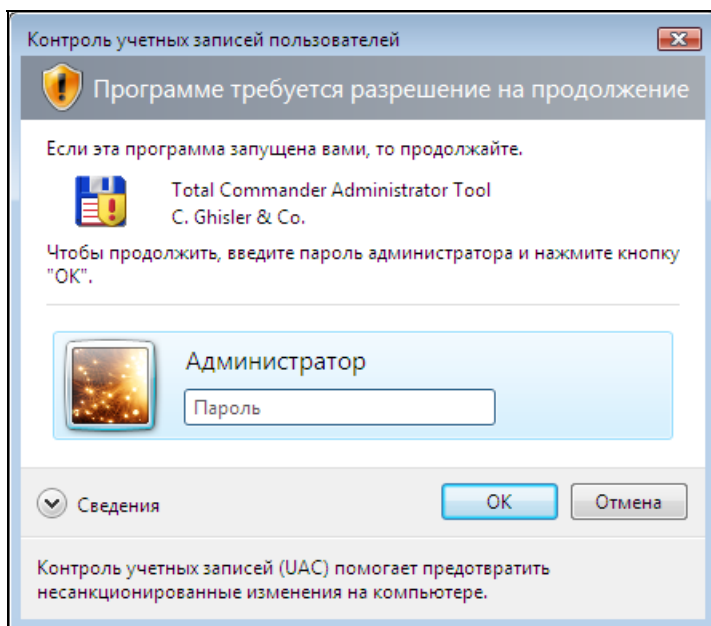 Контроль учетных записей пользователей
Программе требуется разрешение на продолжение
Если эта программа запущена вами, то продолжайте.
Total Commander Administrator Tool
C. Ghisler & Co.
Чтобы продолжить, введите пароль администратора и нажмите кнопку
"ОК".
Администратор
Пароль
Сведения
ОК
Отмена
Контроль учетных записей (UAC) помогает предотвратить
несанкционированные изменения на компьютере.